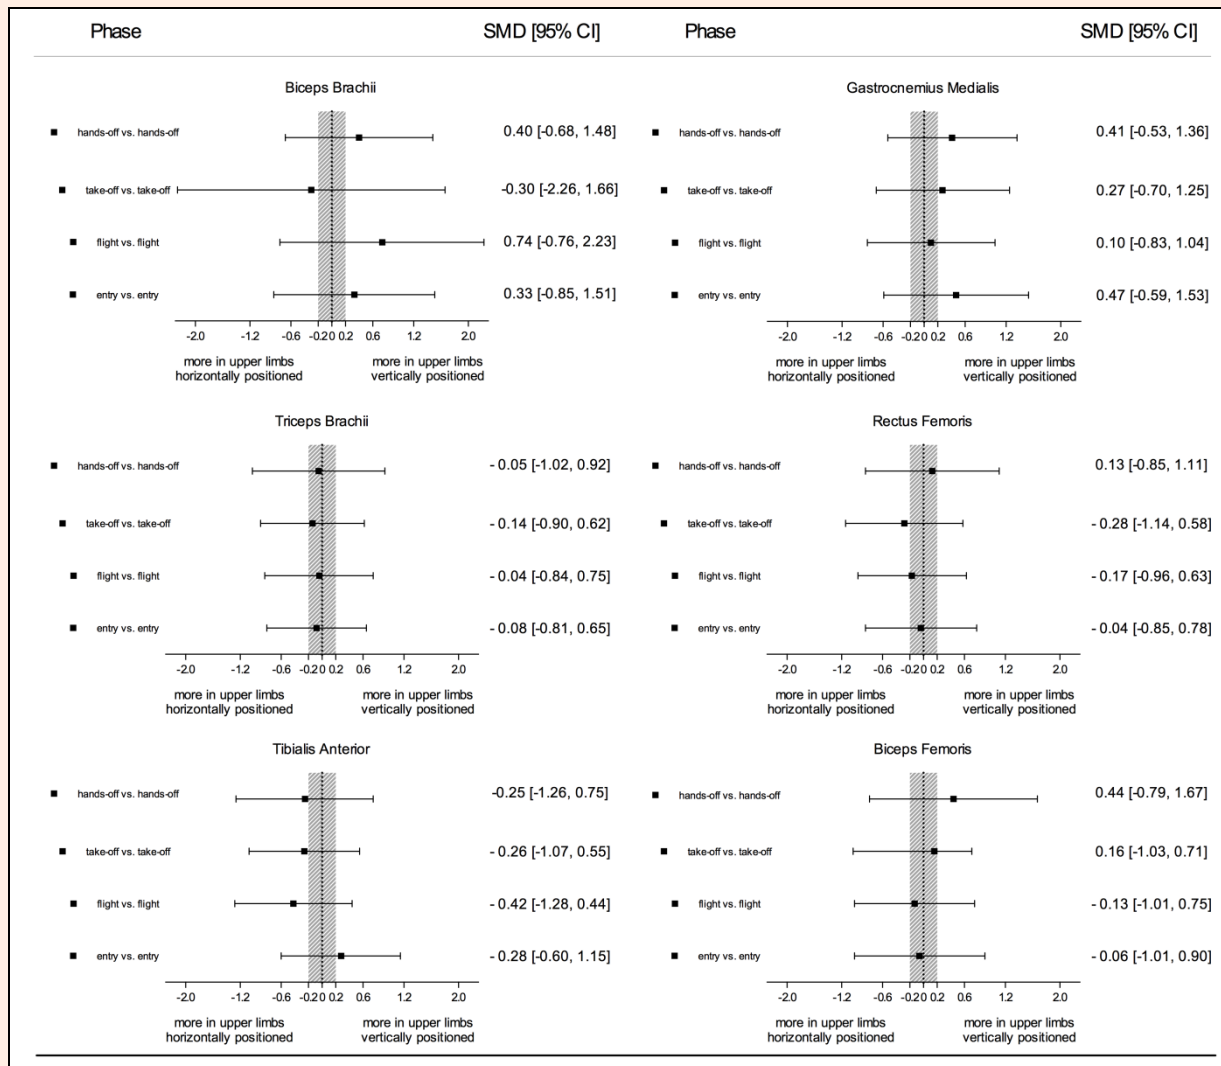 Phase SMD [95% CI] Phase SMD [95% CI]
Biceps Brachii
hands-off vs. hands-off 0.40 [-0.68, 1.48]
take-off vs. take-off -0.30 [-2.26, 1.66]
flight vs. flight 0.74 [-0.76, 2.23]
entry vs. entry 0.33 [-0.85, 1.51]
-2.0 -1.2 -0.6 -0.20 0.2 0.6 1.2 2.0
more in upper limbs more in upper limbs
horizontally positioned vertically positioned
Gastrocnemius Medialis
hands-off vs. hands-off 0.41 [-0.53, 1.36]
take-off vs. take-off 0.27 [-0.70, 1.25]
flight vs. flight 0.10 [-0.83, 1.04]
entry vs. entry 0.47 [-0.59, 1.53]
-2.0 -1.2 -0.6 -0.20 0.2 0.6 1.2 2.0
more in upper limbs more in upper limbs
horizontally positioned vertically positioned
Triceps Brachii
hands-off vs. hands-off - 0.05 [-1.02, 0.92]
take-off vs. take-off - 0.14 [-0.90, 0.62]
flight vs. flight - 0.04 [-0.84, 0.75]
entry vs. entry - 0.08 [-0.81, 0.65]
-2.0 -1.2 -0.6 -0.20 0.2 0.6 1.2 2.0
more in upper limbs more in upper limbs
horizontally positioned vertically positioned
Rectus Femoris
hands-off vs. hands-off 0.13 [-0.85, 1.11]
take-off vs. take-off - 0.28 [-1.14, 0.58]
flight vs. flight - 0.17 [-0.96, 0.63]
entry vs. entry - 0.04 [-0.85, 0.78]
-2.0 -1.2 -0.6 -0.20 0.2 0.6 1.2 2.0
more in upper limbs more in upper limbs
horizontally positioned vertically positioned
Tibialis Anterior
hands-off vs. hands-off -0.25 [-1.26, 0.75]
take-off vs. take-off - 0.26 [-1.07, 0.55]
flight vs. flight - 0.42 [-1.28, 0.44]
entry vs. entry - 0.28 [-0.60, 1.15]
-2.0 -1.2 -0.6 -0.20 0.2 0.6 1.2 2.0
more in upper limbs more in upper limbs
horizontally positioned vertically positioned
Biceps Femoris
hands-off vs. hands-off 0.44 [-0.79, 1.67]
take-off vs. take-off 0.16 [-1.03, 0.71]
flight vs. flight - 0.13 [-1.01, 0.75]
entry vs. entry - 0.06 [-1.01, 0.90]
-2.0 -1.2 -0.6 -0.20 0.2 0.6 1.2 2.0
more in upper limbs more in upper limbs
horizontally positioned vertically positioned